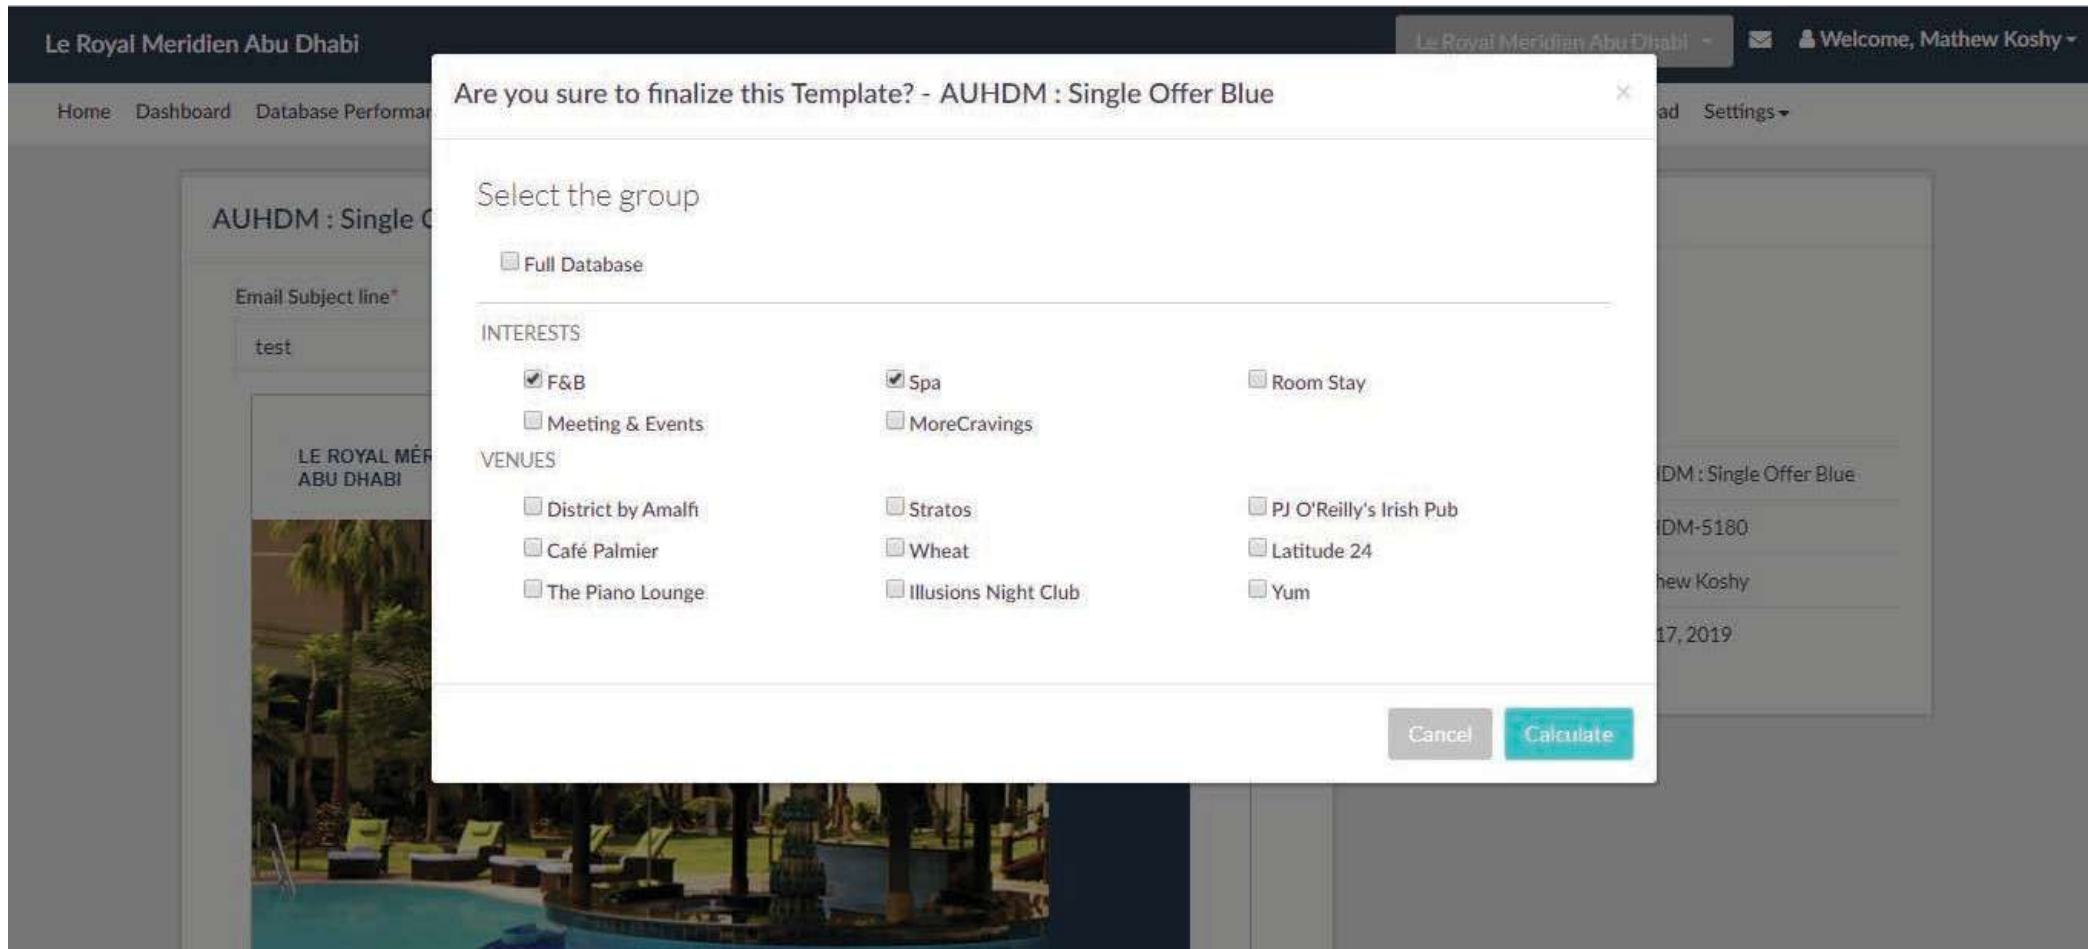 Le Royal Meridien Abu Dhabi
Le Royal Meridien Abu Dhabi
Welcome, Mathew Koshy
Home Dashboard Database Performan
ad Settings
Are you sure to finalize this Template? - AUHDM : Single Offer Blue
×
AUHDM : Single O
Email Subject line*
test
LE ROYAL MÉR
ABU DHABI
Select the group
Full Database
INTERESTS
F&B Spa Room Stay
Meeting & Events MoreCravings
VENUES
District by Amalfi Stratos PJ O'Reilly's Irish Pub
Café Palmier Wheat Latitude 24
The Piano Lounge Illusions Night Club Yum
Cancel Calculate
DM : Single Offer Blue
DM-5180
hew Koshy
17, 2019